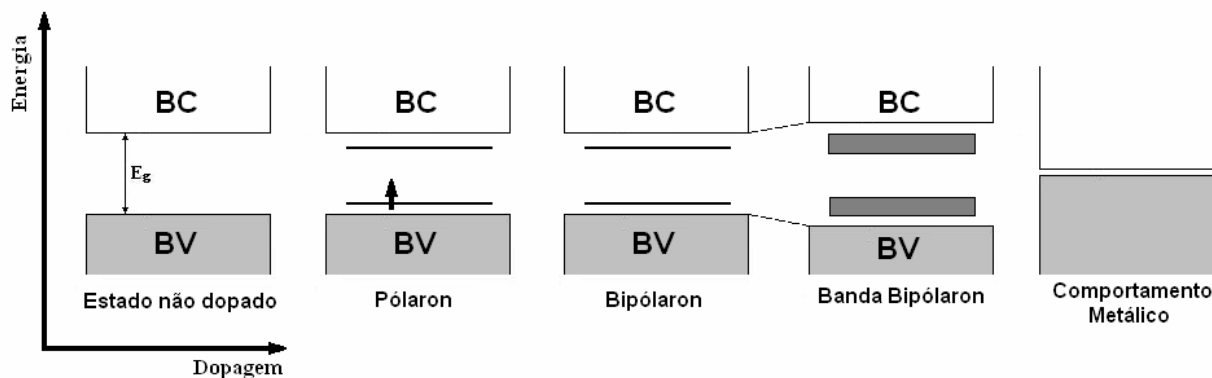 Energia
BC
BC
BC
BC
E_g
BV
BV
BV
BV
Estado não dopado
Pólaron
Bipólaron
Banda Bipólaron
Comportamento
Metálico
Dopagem